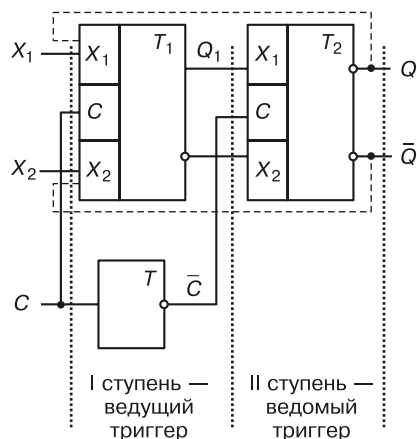 X₁ X₁ T₁ Q₁ X₁ T₂ Q
C C
X₂ X₂ X₂ Q̄
C T C̄
I ступень — II ступень —
ведущий ведомый
триггер триггер